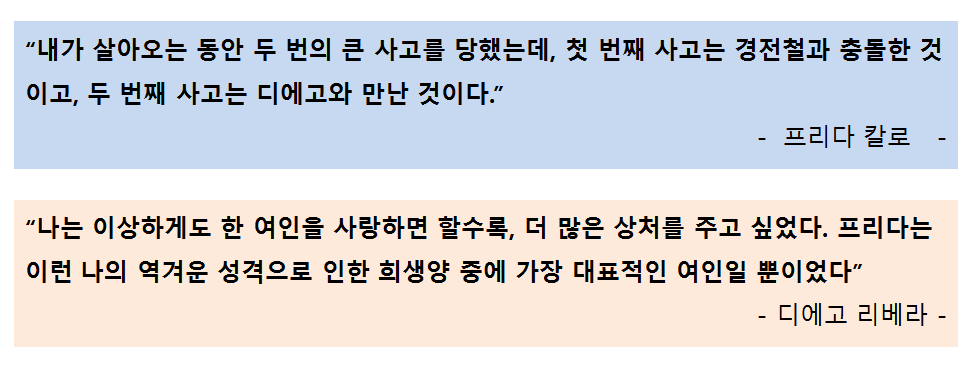 “내가 살아오는 동안 두 번의 큰 사고를 당했는데, 첫 번째 사고는 경전철과 충돌한 것
이고, 두 번째 사고는 디에고와 만난 것이다.”
- 프리다 칼로 -
“나는 이상하게도 한 여인을 사랑하면 할수록, 더 많은 상처를 주고 싶었다. 프리다는
이런 나의 역겨운 성격으로 인한 희생양 중에 가장 대표적인 여인일 뿐이었다”
- 디에고 리베라 -